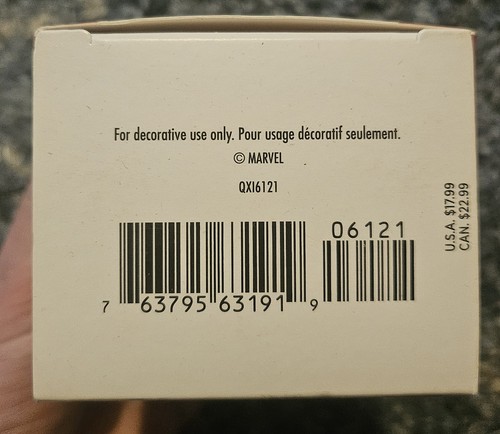 For decorative use only. Pour usage décoratif seulement.
© MARVEL
QXI6121
U.S.A. $17.99
CAN. $22.99
06121
7 63795 63191 9